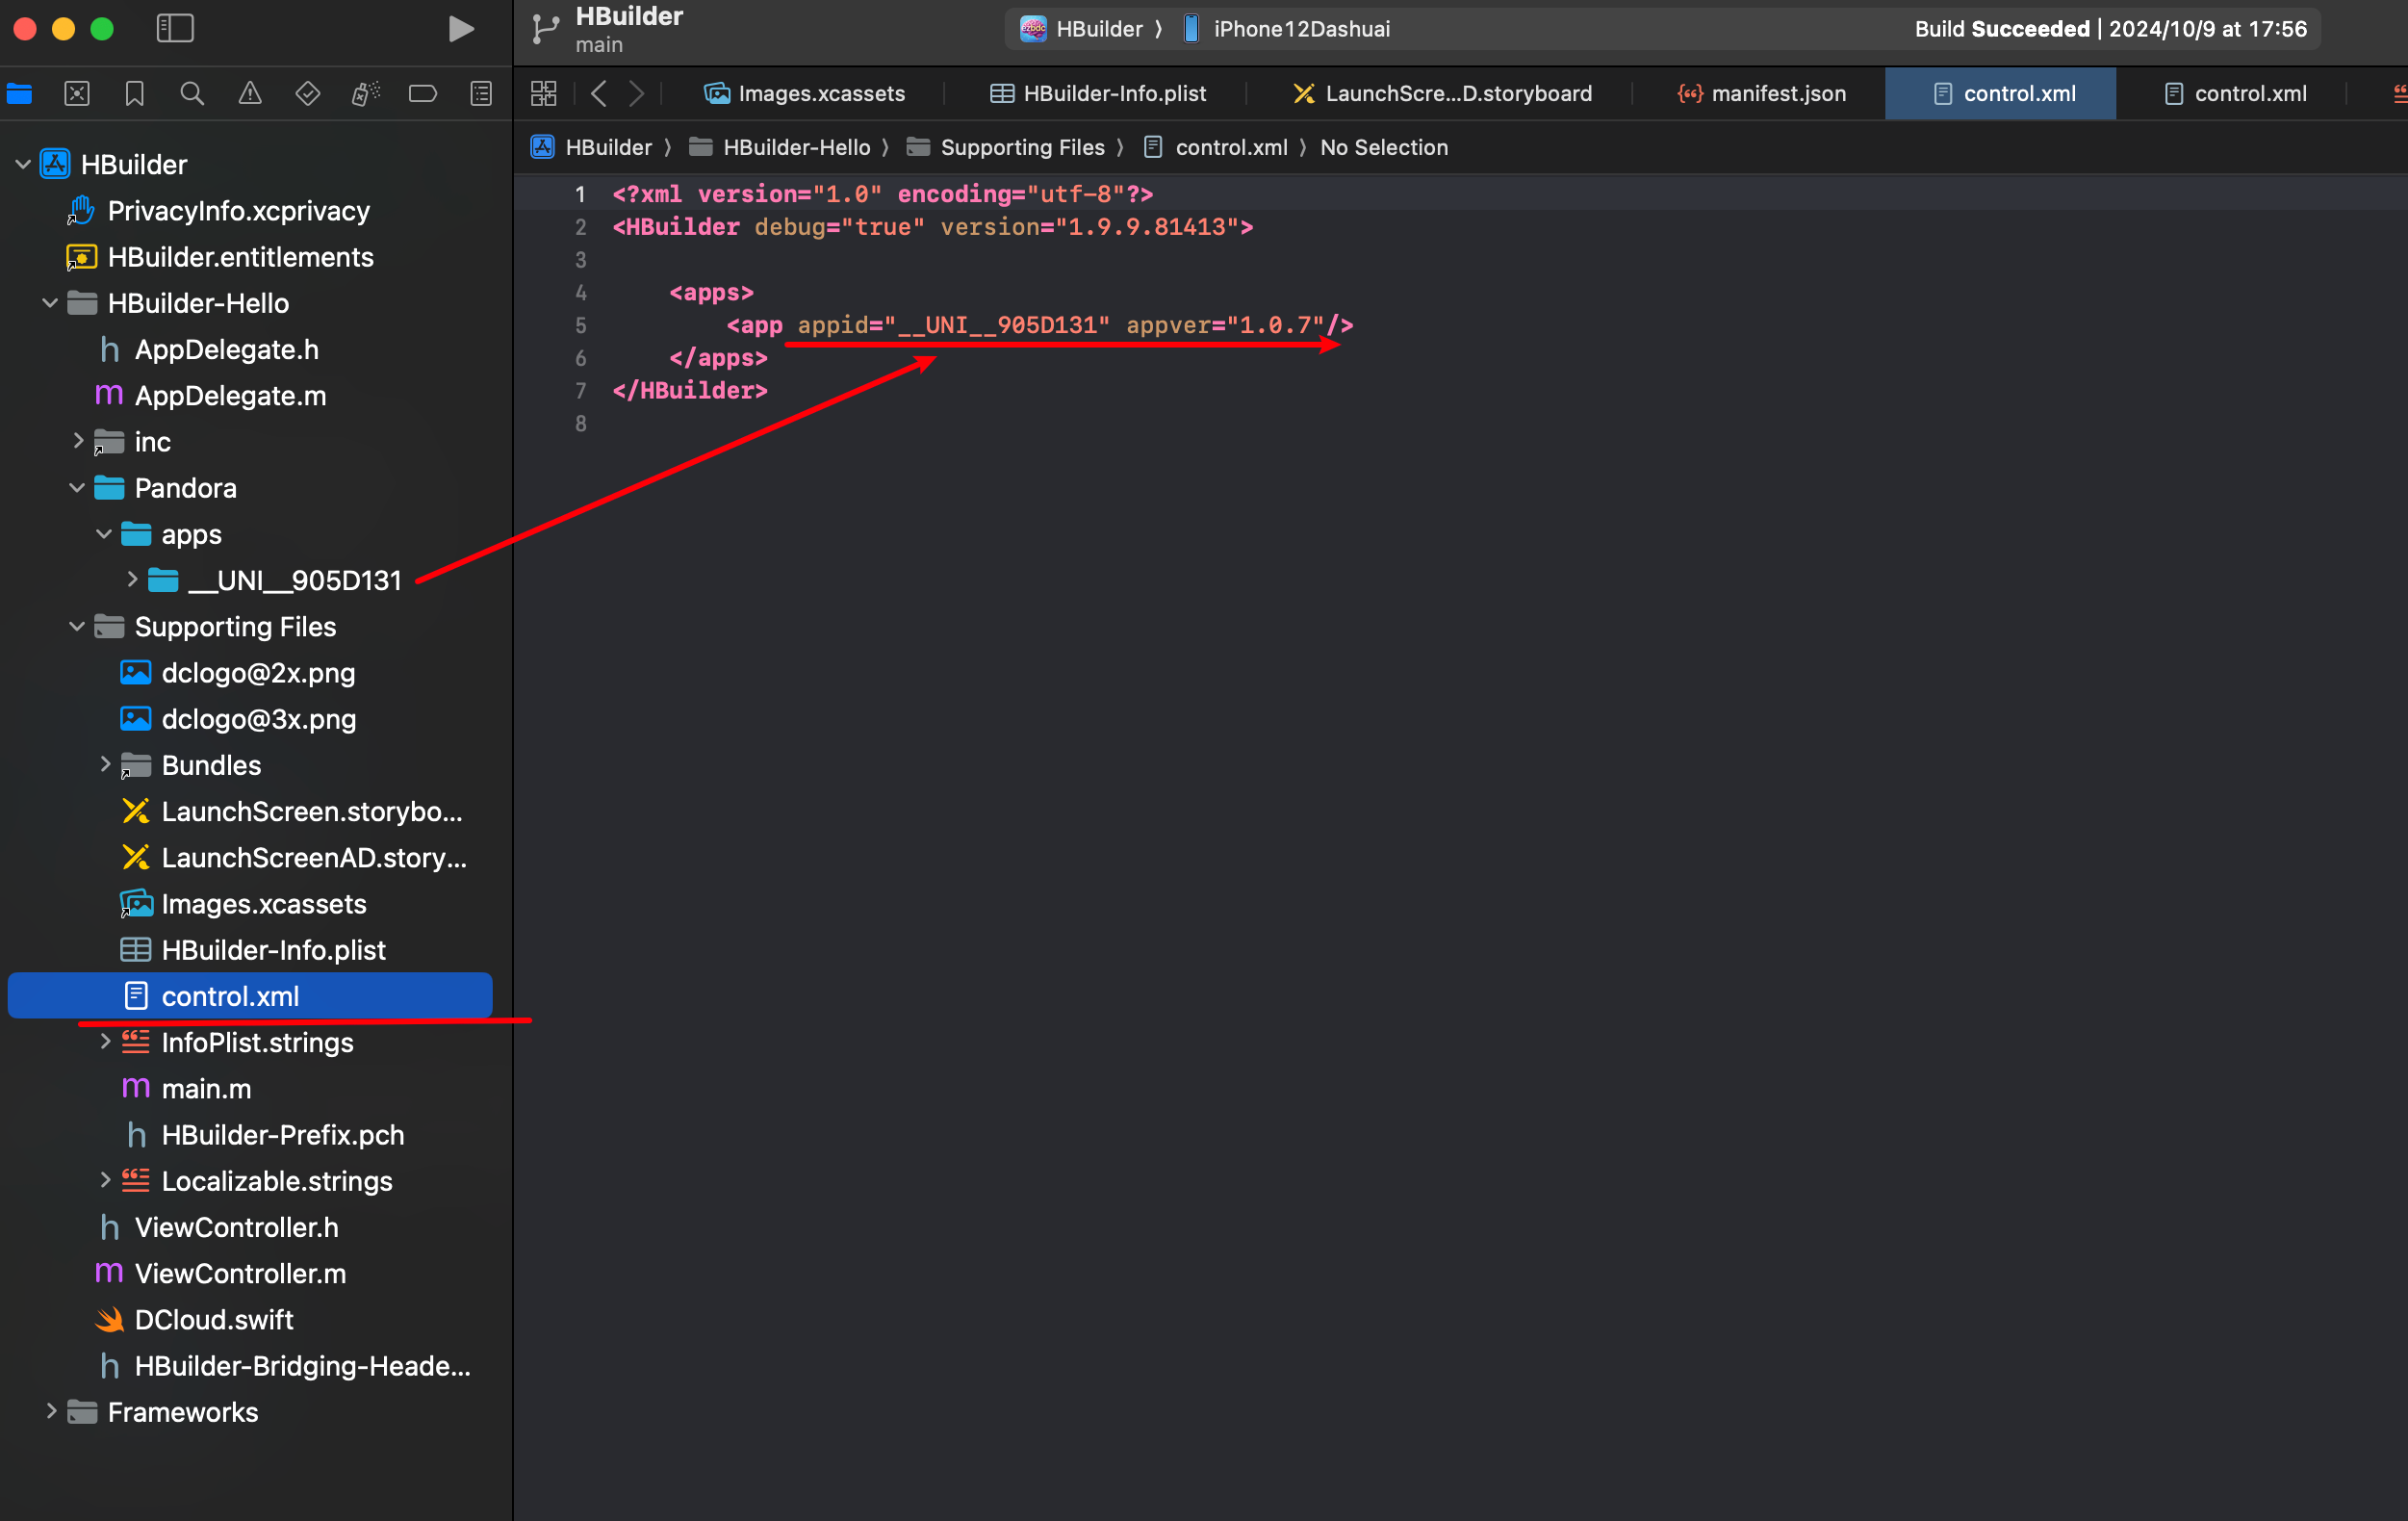 HBuilder
main
HBuilder 〉 iPhone12Dashuai
Build Succeeded | 2024/10/9 at 17:56
Images.xcassets
HBuilder-Info.plist
LaunchScre...D.storyboard
manifest.json
control.xml
control.xml
HBuilder 〉 HBuilder-Hello 〉 Supporting Files 〉 control.xml 〉 No Selection
HBuilder
PrivacyInfo.xcprivacy
HBuilder.entitlements
HBuilder-Hello
AppDelegate.h
AppDelegate.m
inc
Pandora
apps
__UNI__905D131
Supporting Files
dclogo@2x.png
dclogo@3x.png
Bundles
LaunchScreen.storybo...
LaunchScreenAD.story...
Images.xcassets
HBuilder-Info.plist
control.xml
InfoPlist.strings
main.m
HBuilder-Prefix.pch
Localizable.strings
ViewController.h
ViewController.m
DCloud.swift
HBuilder-Bridging-Heade...
Frameworks
1 <?xml version="1.0" encoding="utf-8"?>
2 <HBuilder debug="true" version="1.9.9.81413">
3
4 <apps>
5 <app appid="__UNI__905D131" appver="1.0.7"/>
6 </apps>
7 </HBuilder>
8